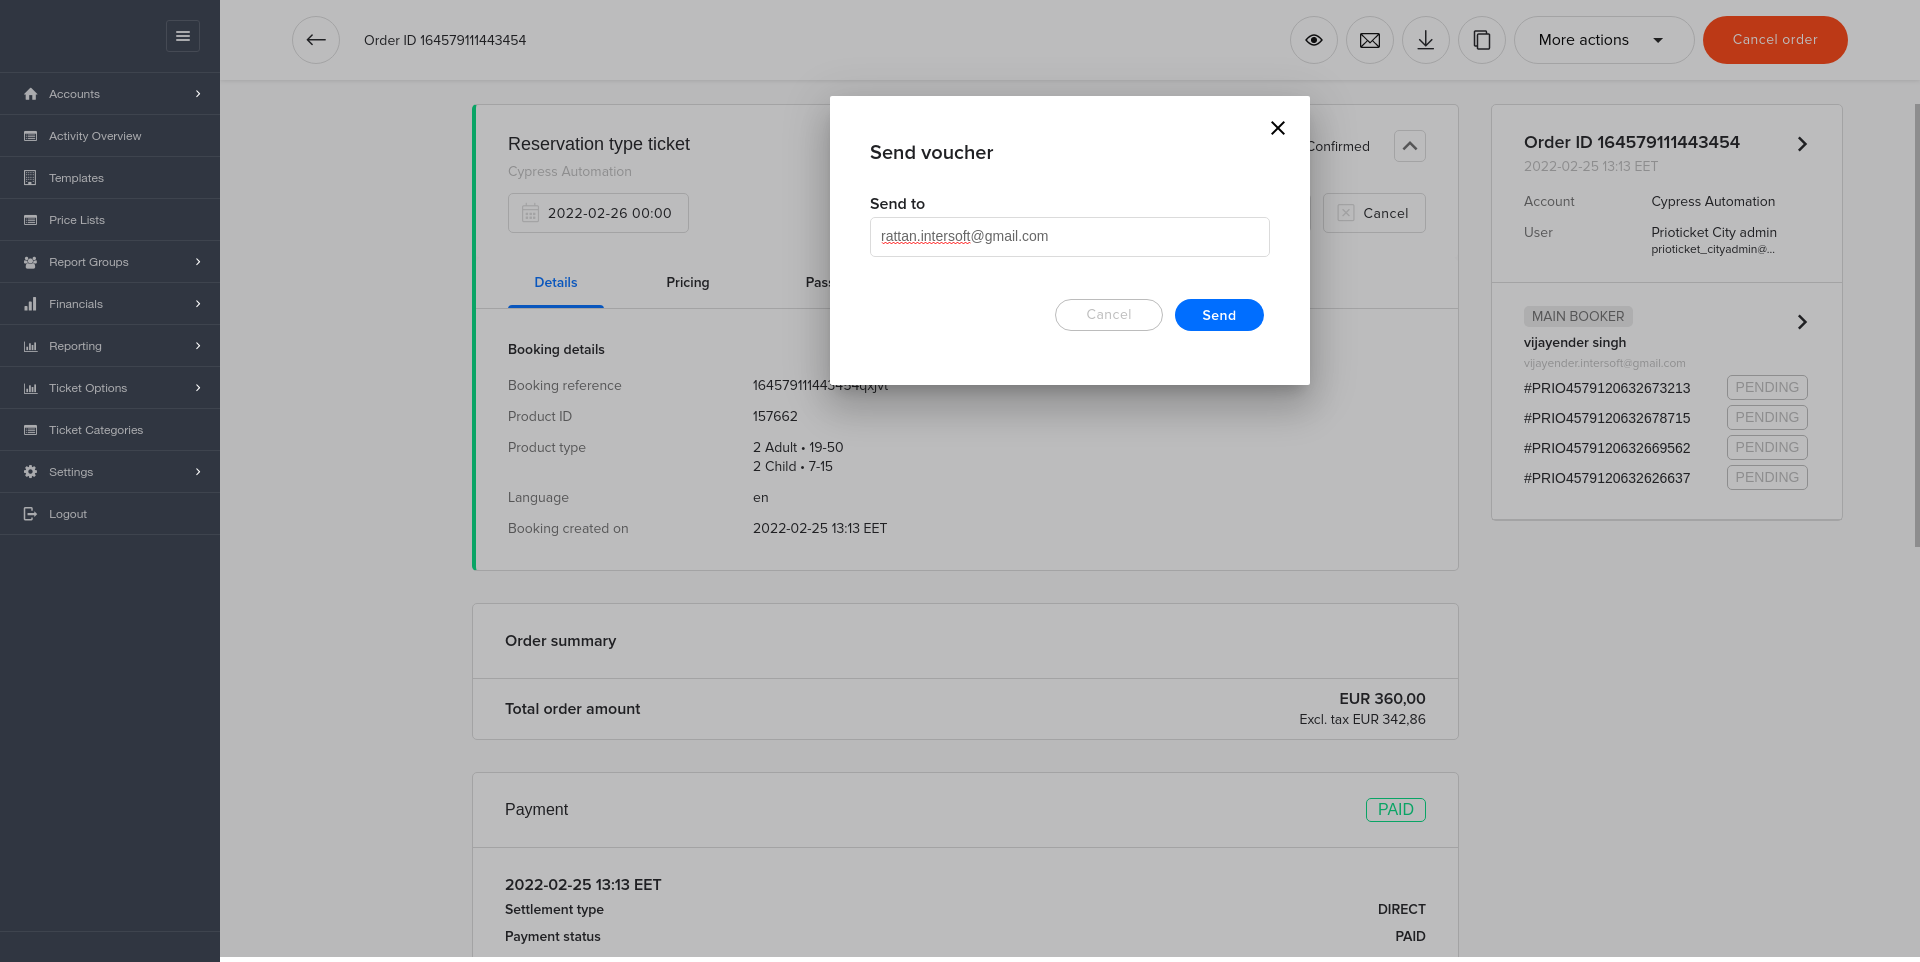 Order ID 164579111443454
More actions
Cancel order
Accounts
Activity Overview
Templates
Price Lists
Report Groups
Financials
Reporting
Ticket Options
Ticket Categories
Settings
Logout
Reservation type ticket
Cypress Automation
2022-02-26 00:00
Confirmed
Cancel
Details
Pricing
Send voucher
Send to
rattan.intersoft@gmail.com
Cancel
Send
Booking details
Booking reference
Product ID
157662
Product type
2 Adult • 19-50
2 Child • 7-15
Language
en
Booking created on
2022-02-25 13:13 EET
Order summary
Total order amount
EUR 360,00
Excl. tax EUR 342,86
Payment
PAID
2022-02-25 13:13 EET
Settlement type
DIRECT
Payment status
PAID
Order ID 164579111443454
2022-02-25 13:13 EET
Account
Cypress Automation
User
Prioticket City admin
prioticket_cityadmin@...
MAIN BOOKER
vijayender singh
vijayender.intersoft@gmail.com
#PRIO4579120632673213
PENDING
#PRIO4579120632678715
PENDING
#PRIO4579120632669562
PENDING
#PRIO4579120632626637
PENDING